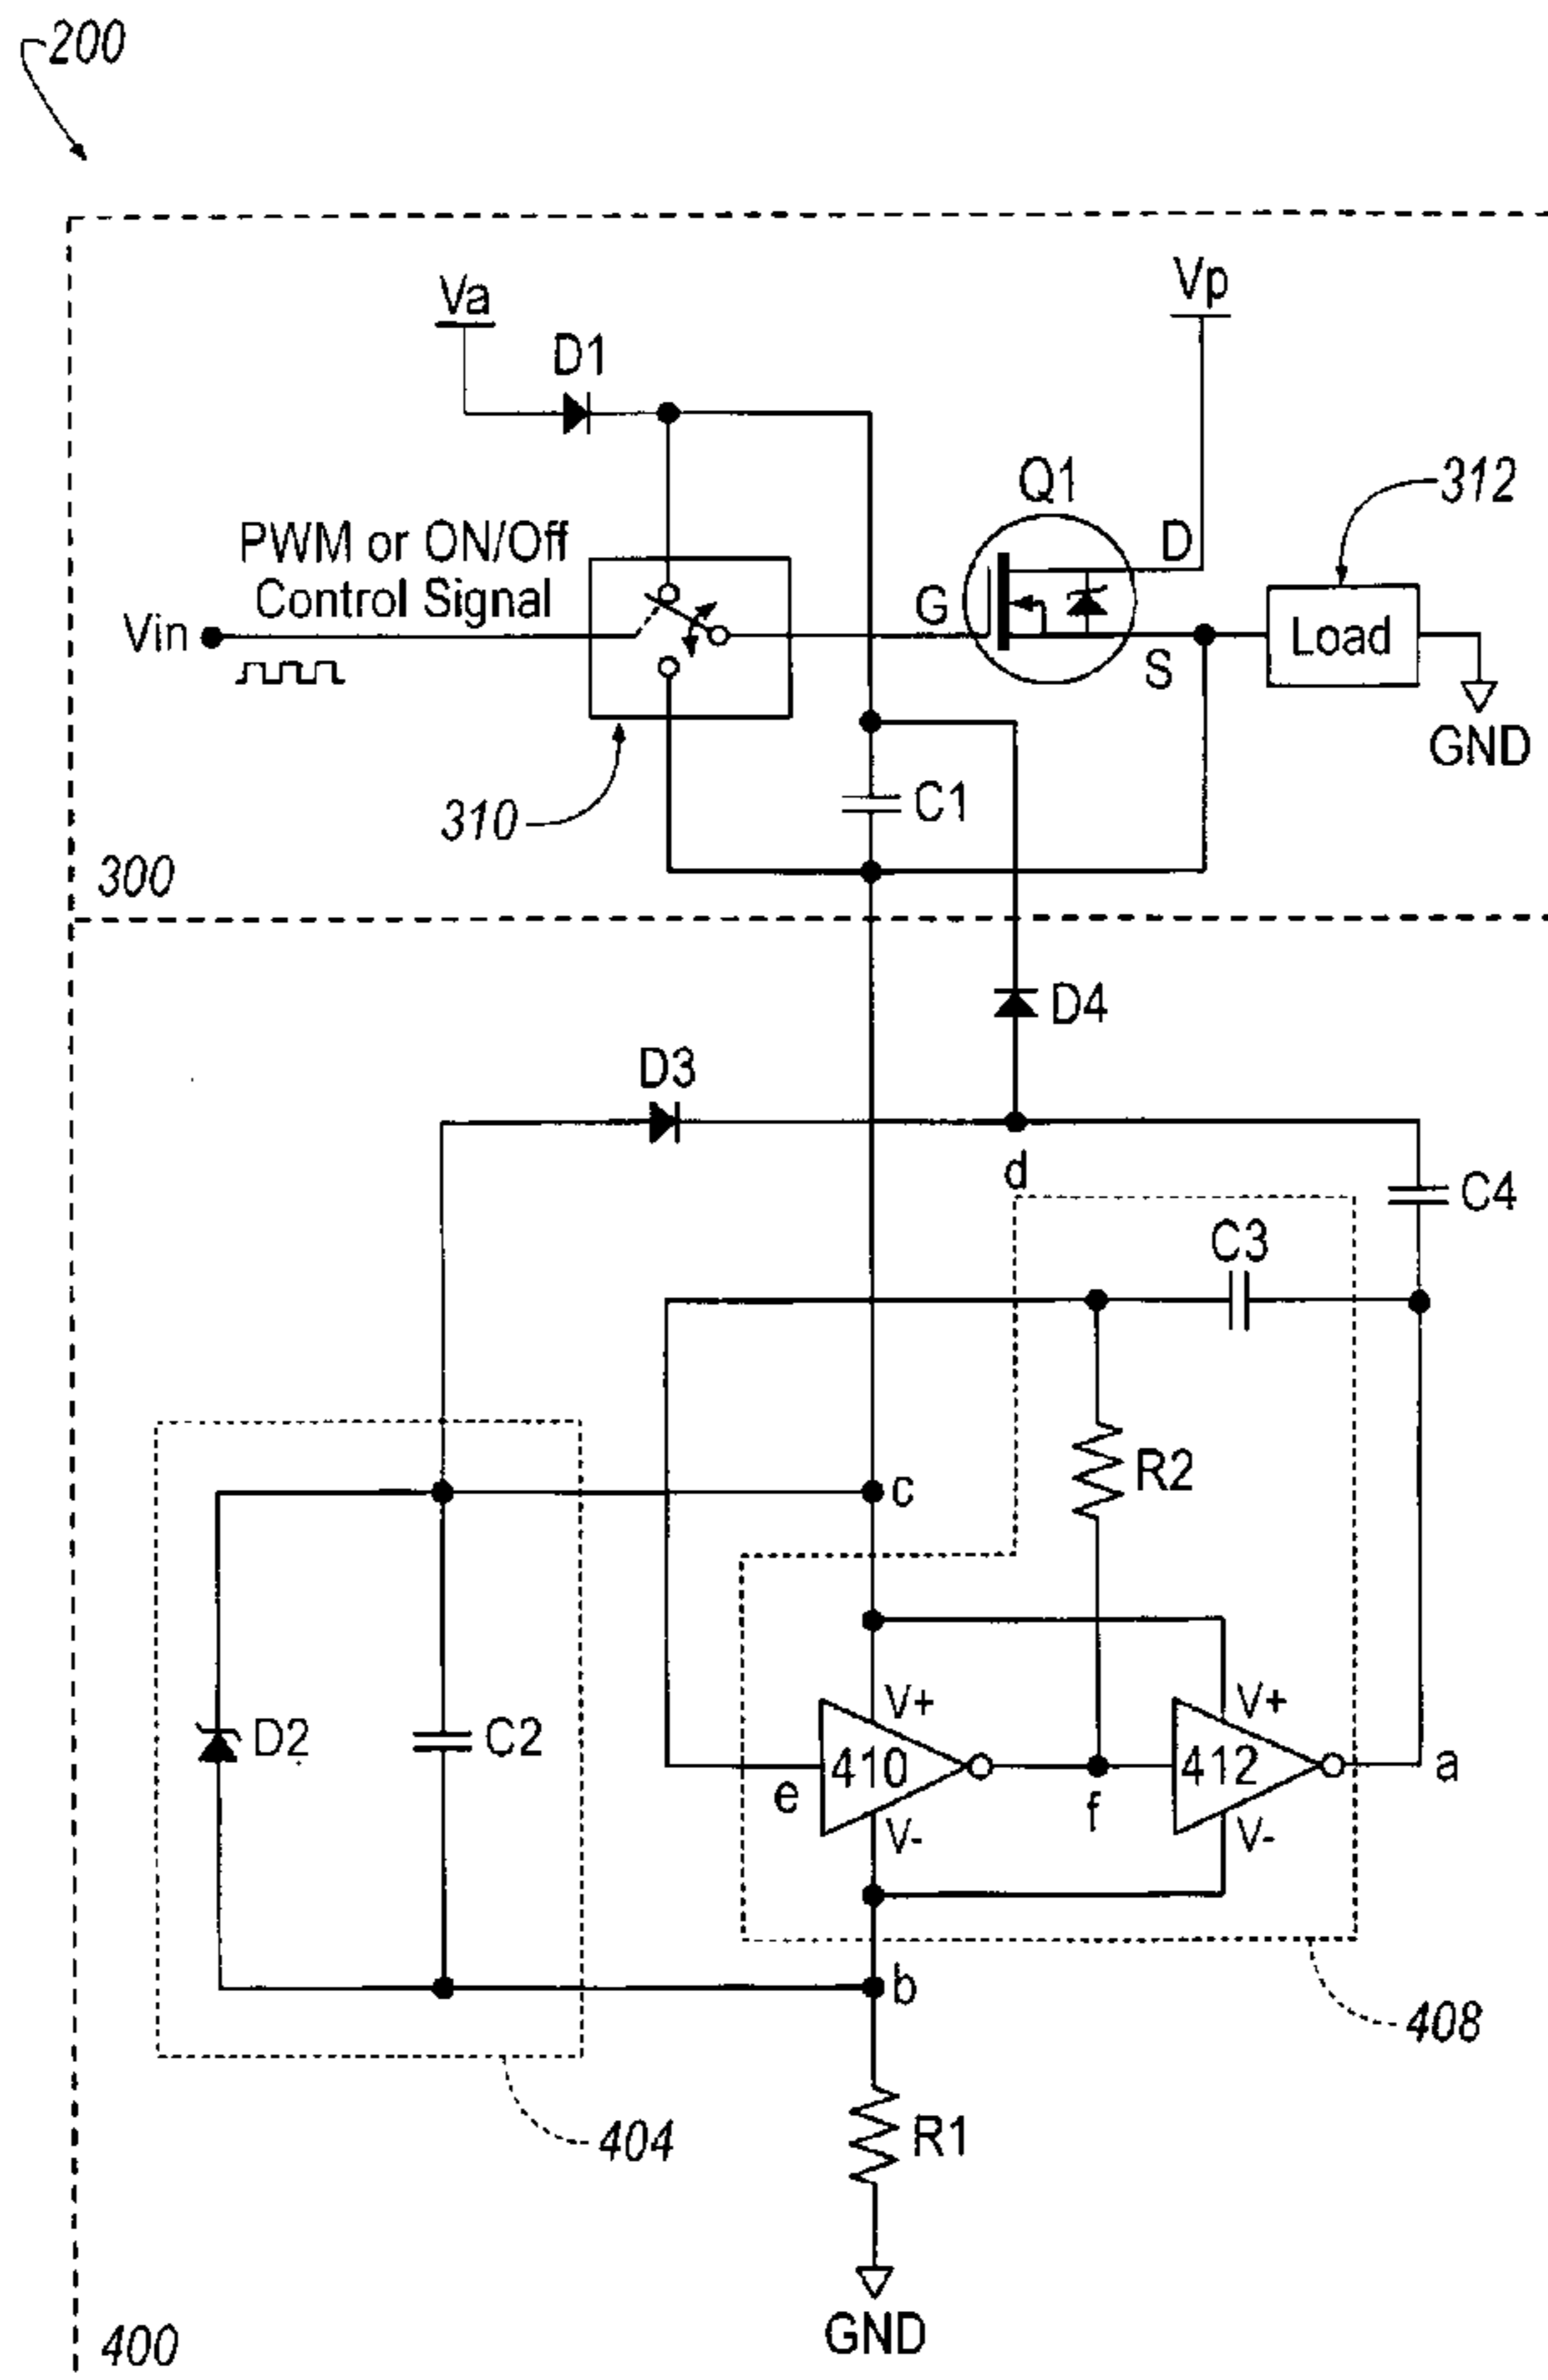 200
Va
Vp
D1
Q1
312
PWM or ON/Off
Control Signal
D
G
Vin
Load
S
GND
C1
310
300
D4
D3
d
C4
C3
R2
c
V+
V+
D2
C2
410
412
a
e
f
V-
V-
b
408
404
R1
GND
400